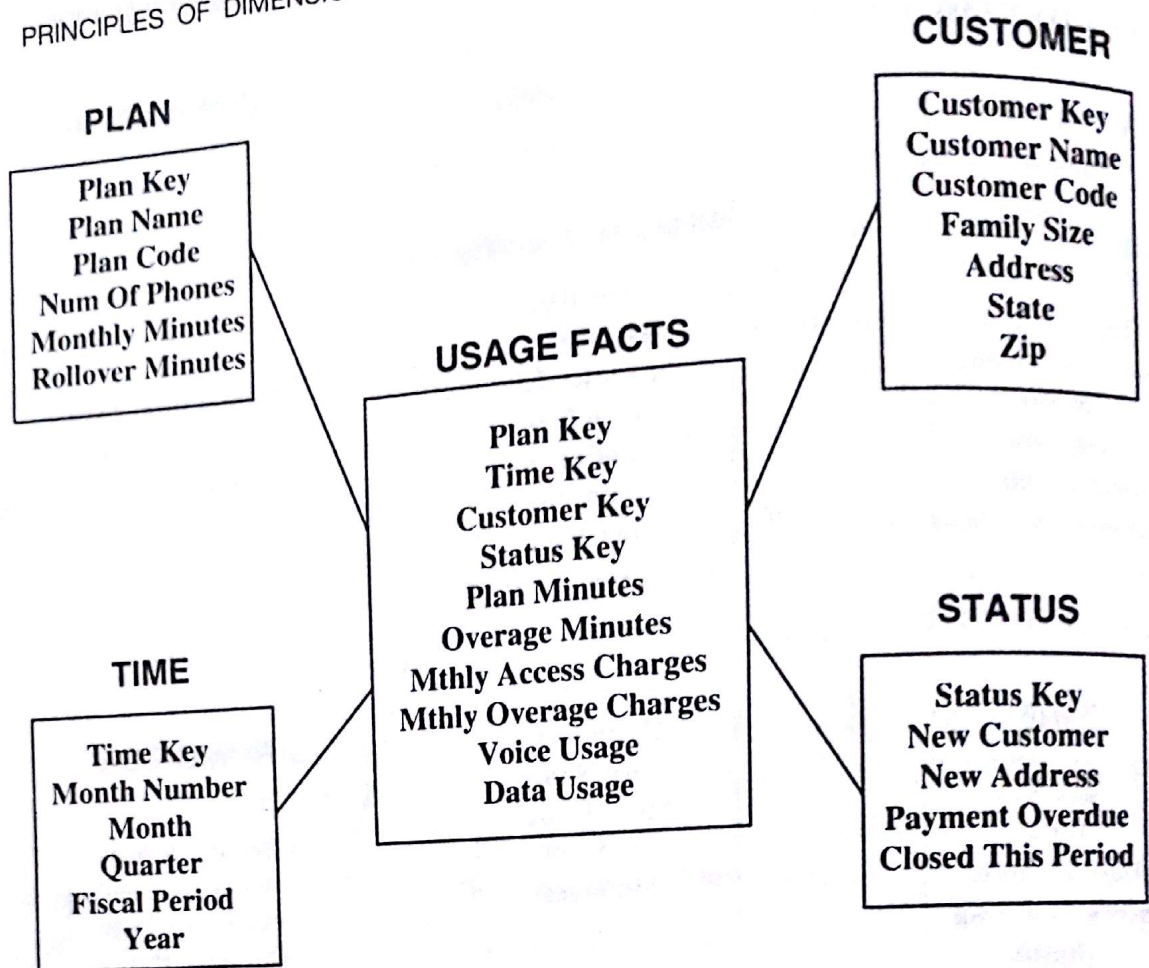 PRINCIPLES OF
PLAN
Plan Key
Plan Name
Plan Code
Num Of Phones
Monthly Minutes
Rollover Minutes
CUSTOMER
Customer Key
Customer Name
Customer Code
Family Size
Address
State
Zip
USAGE FACTS
Plan Key
Time Key
Customer Key
Status Key
Plan Minutes
Overage Minutes
Mthly Access Charges
Mthly Overage Charges
Voice Usage
Data Usage
TIME
Time Key
Month Number
Month
Quarter
Fiscal Period
Year
STATUS
Status Key
New Customer
New Address
Payment Overdue
Closed This Period